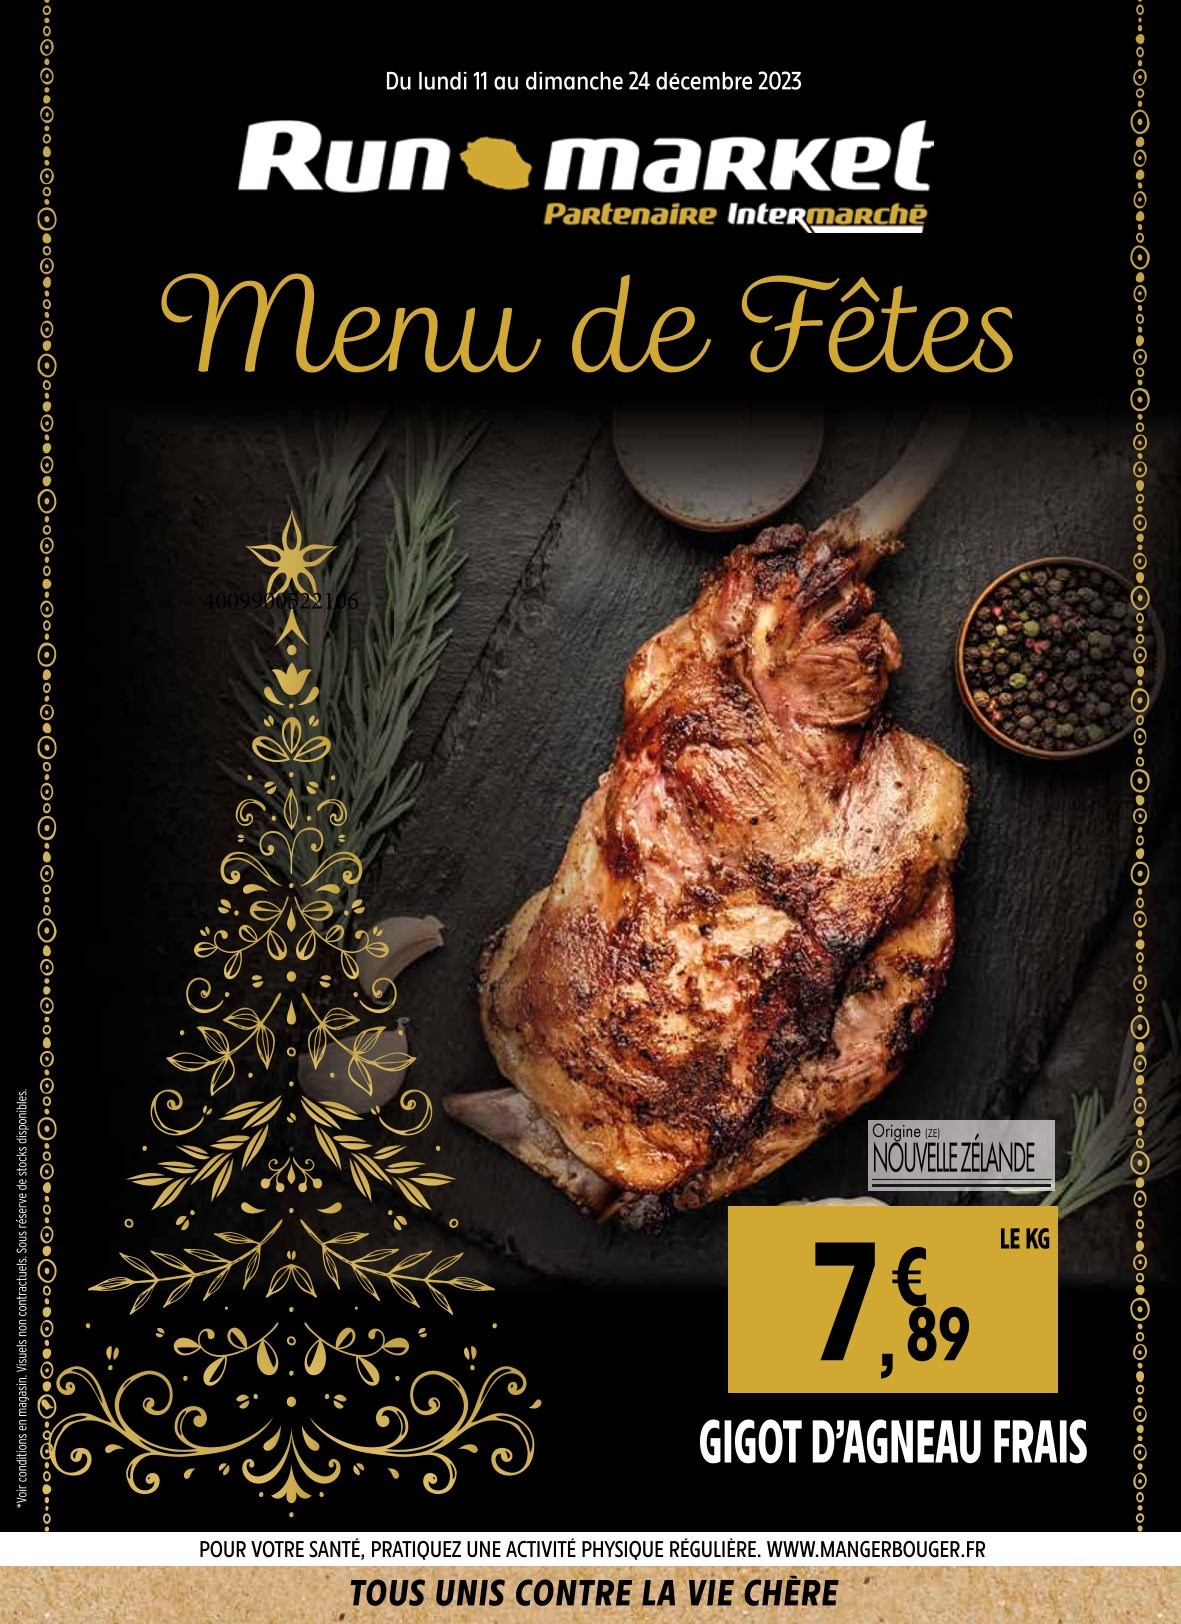 Du lundi 11 au dimanche 24 décembre 2023
Run market
Partenaire Intermarché
Menu de Fêtes
4009900522106
Origine (ZE)
NOUVELLE ZÉLANDE
LE KG
7,€89
GIGOT D'AGNEAU FRAIS
*Voir conditions en magasin. Visuels non contractuels. Sous réserve de stocks disponibles.
POUR VOTRE SANTÉ, PRATIQUEZ UNE ACTIVITÉ PHYSIQUE RÉGULIÈRE. WWW.MANGERBOUGER.FR
TOUS UNIS CONTRE LA VIE CHÈRE